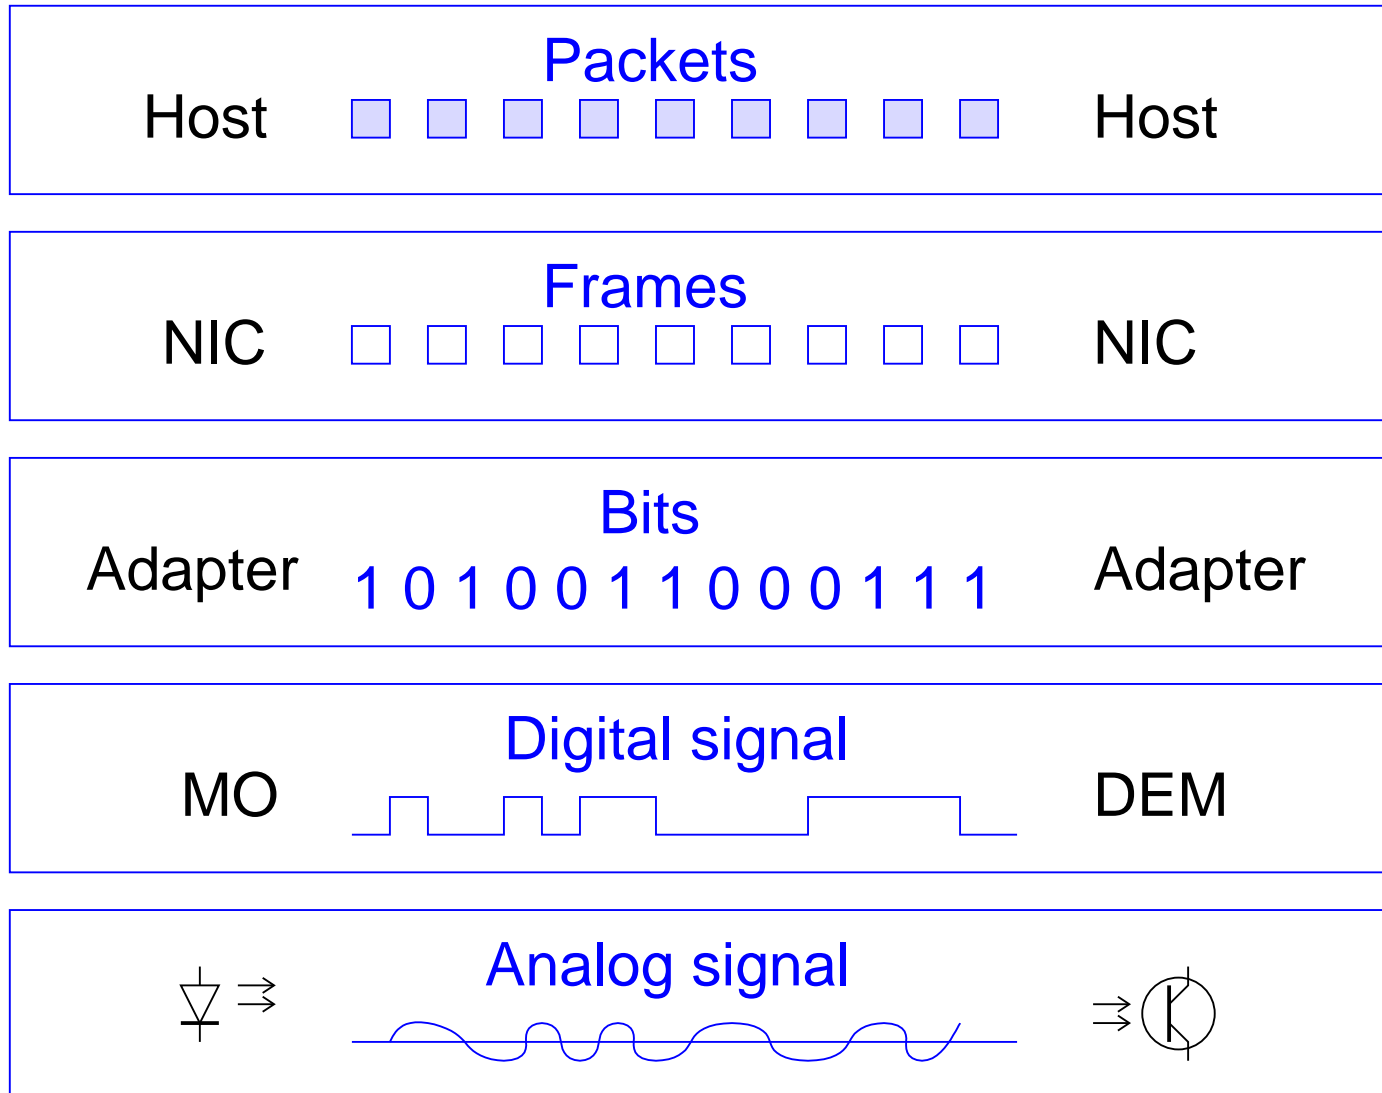 Packets
Host Host
Frames
NIC NIC
Bits
Adapter 1 0 1 0 0 1 1 0 0 0 1 1 1 Adapter
Digital signal
MO DEM
Analog signal